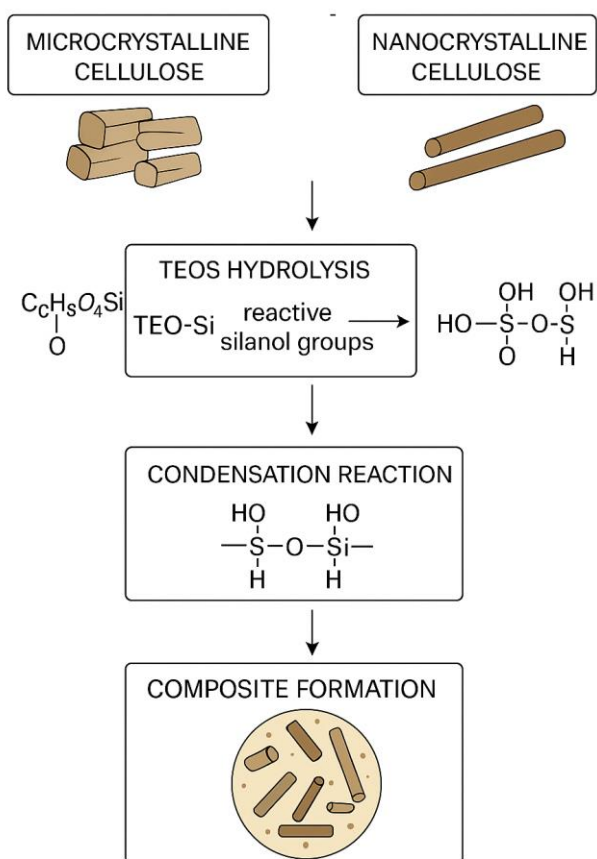 MICROCRYSTALLINE
CELLULOSE
NANOCRYSTALLINE
CELLULOSE
TEOS HYDROLYSIS
CcHsO4Si
O
TEO-Si
reactive
silanol groups
OH OH
HO-S-O-S
O H
CONDENSATION REACTION
HO HO
—S—O—Si—
H H
COMPOSITE FORMATION